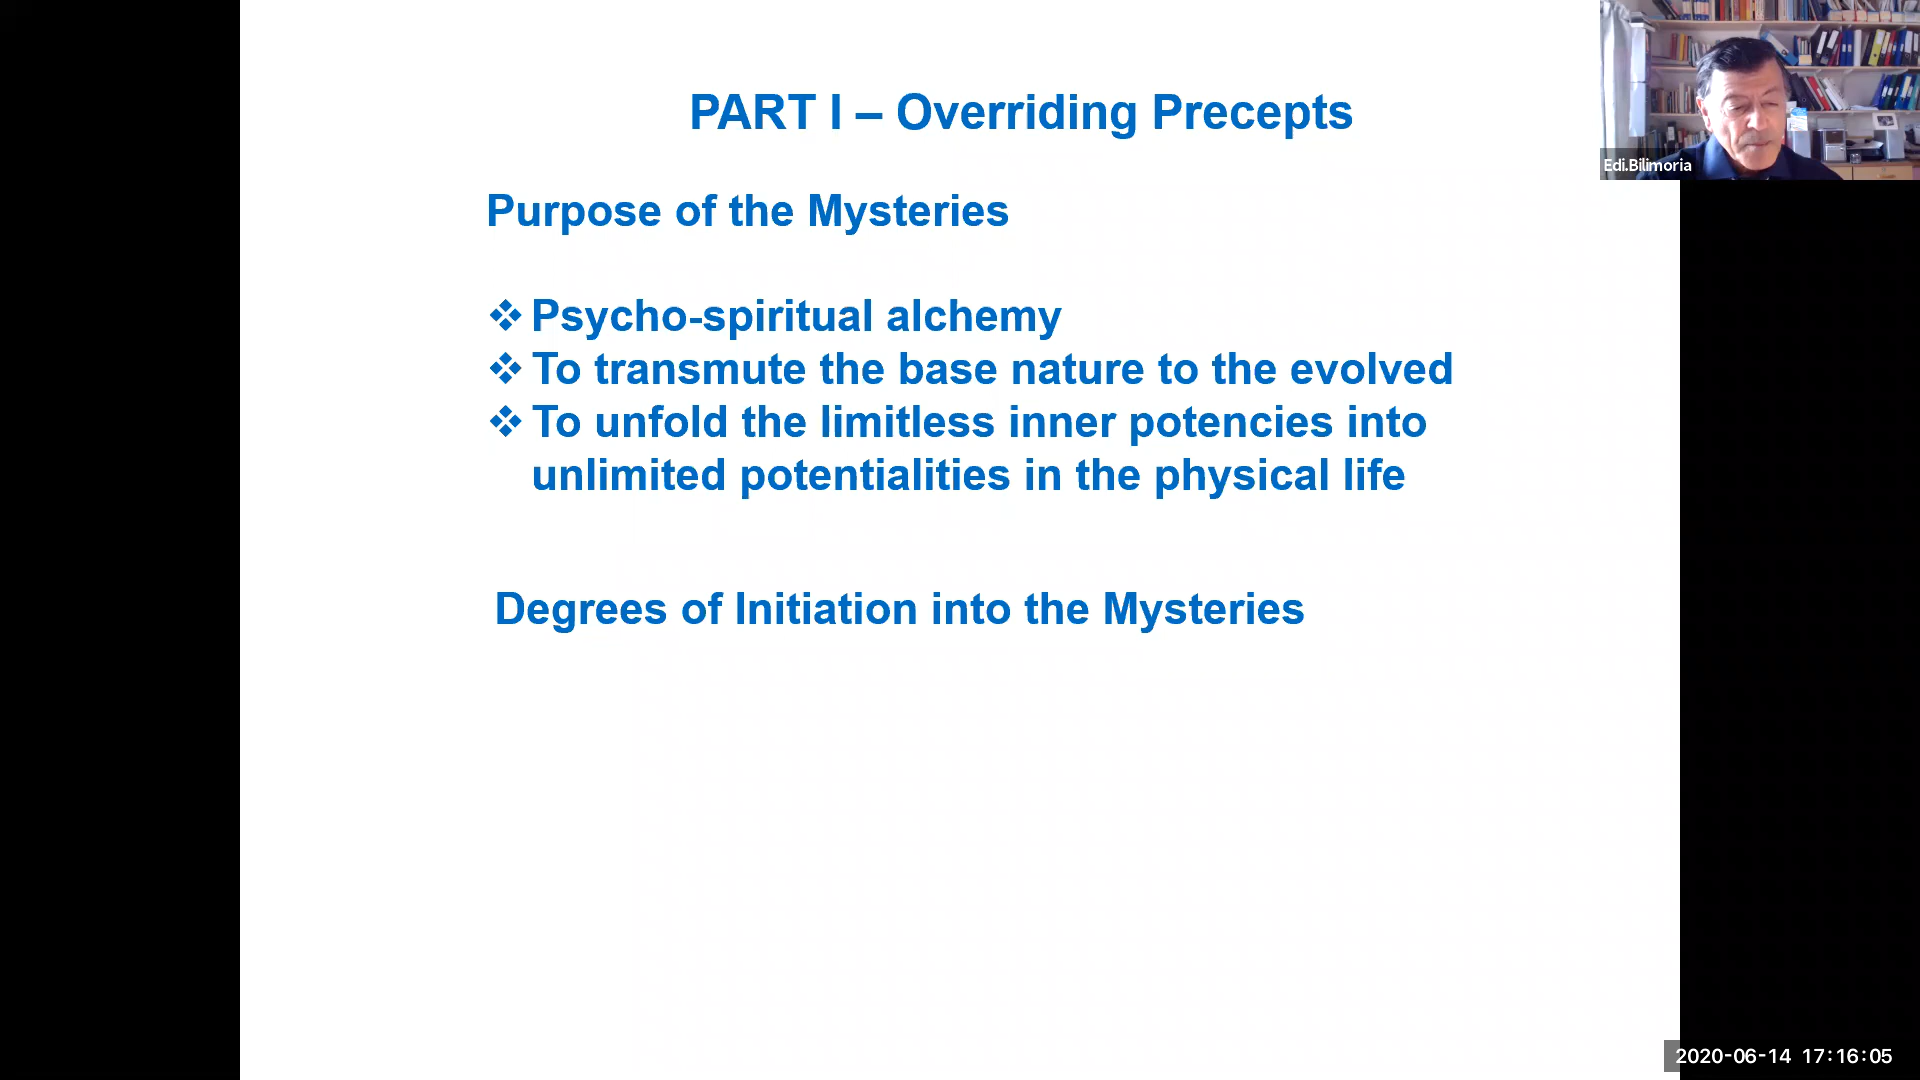 PART I – Overriding Precepts
Edi.Bilimoria
Purpose of the Mysteries
❖ Psycho-spiritual alchemy
❖ To transmute the base nature to the evolved
❖ To unfold the limitless inner potencies into
unlimited potentialities in the physical life
Degrees of Initiation into the Mysteries
2020-06-14 17:16:05